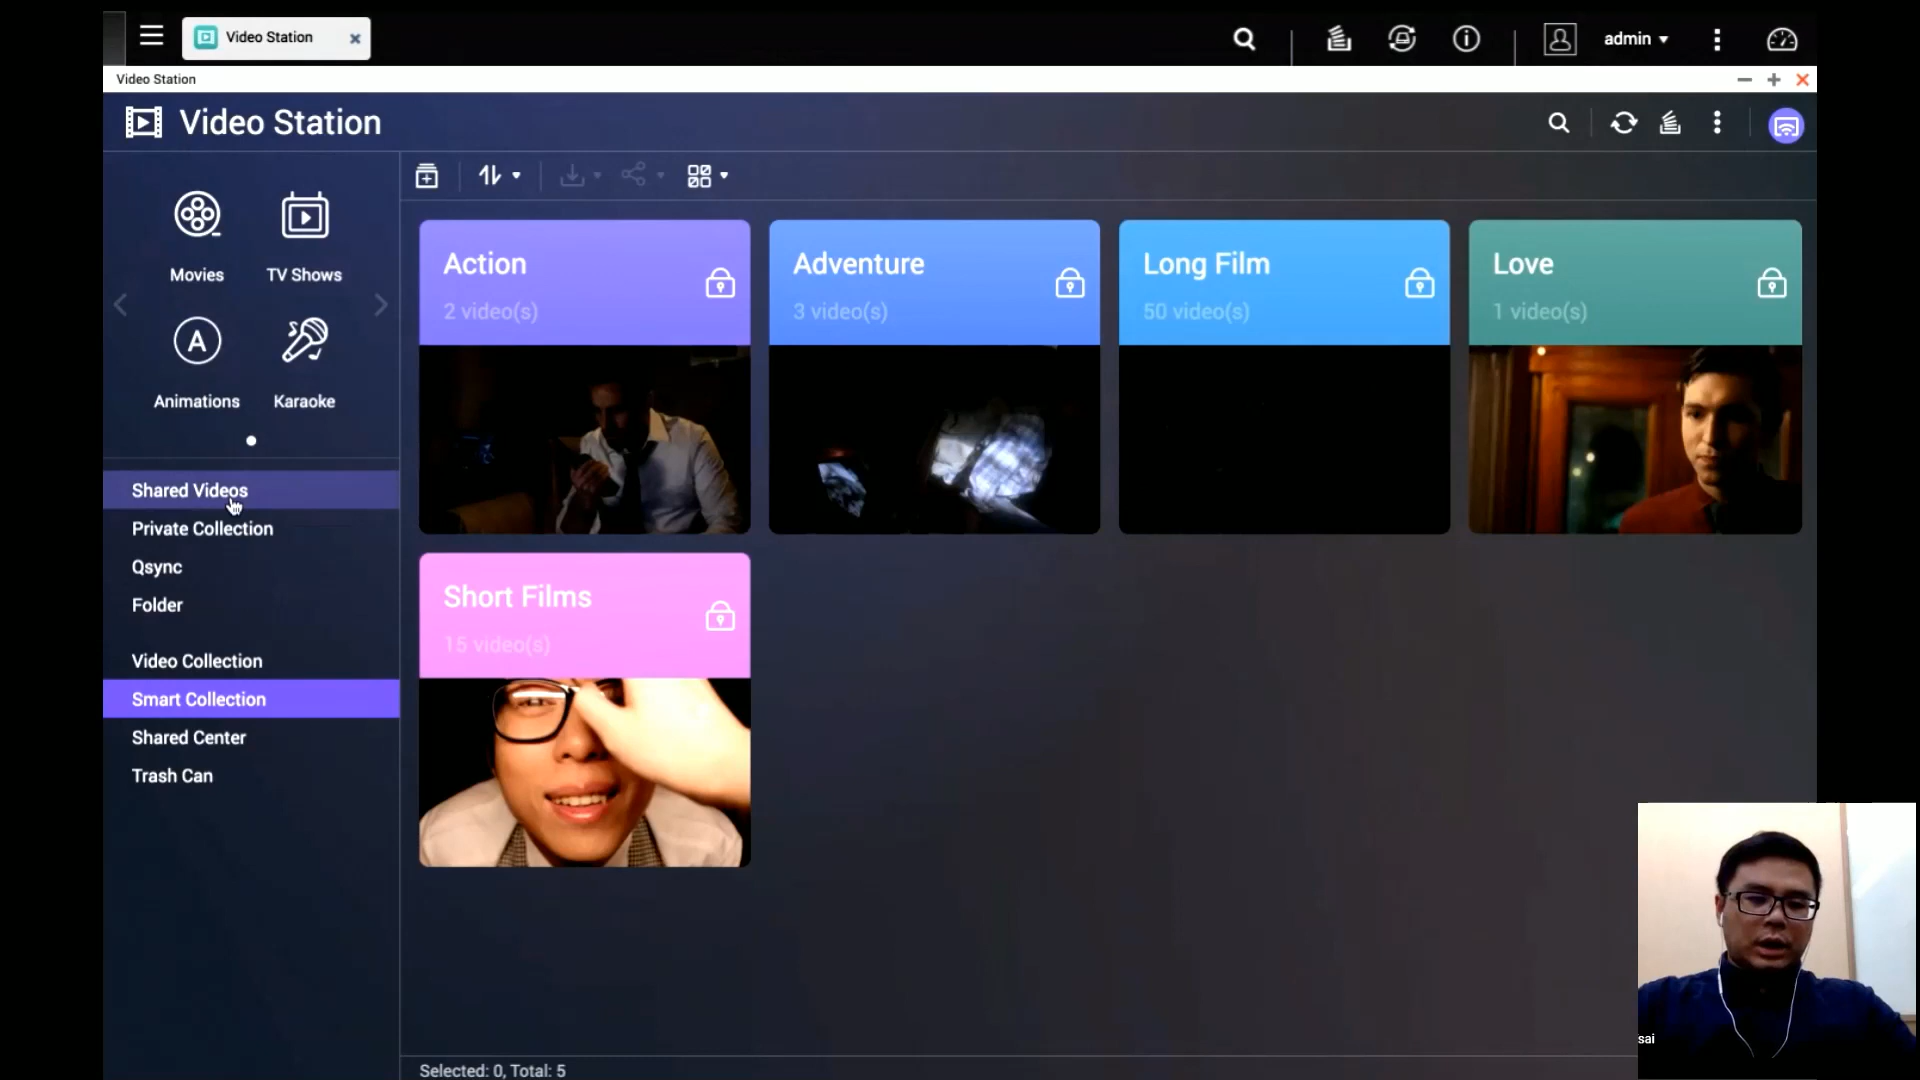 Video Station
admin
Video Station
Video Station
Movies
TV Shows
Animations
A
Karaoke
Shared Videos
Private Collection
Qsync
Folder
Video Collection
Smart Collection
Shared Center
Trash Can
Action
2 video(s)
Adventure
3 video(s)
Long Film
50 video(s)
Love
1 video(s)
Short Films
15 video(s)
Selected: 0, Total: 5
sai